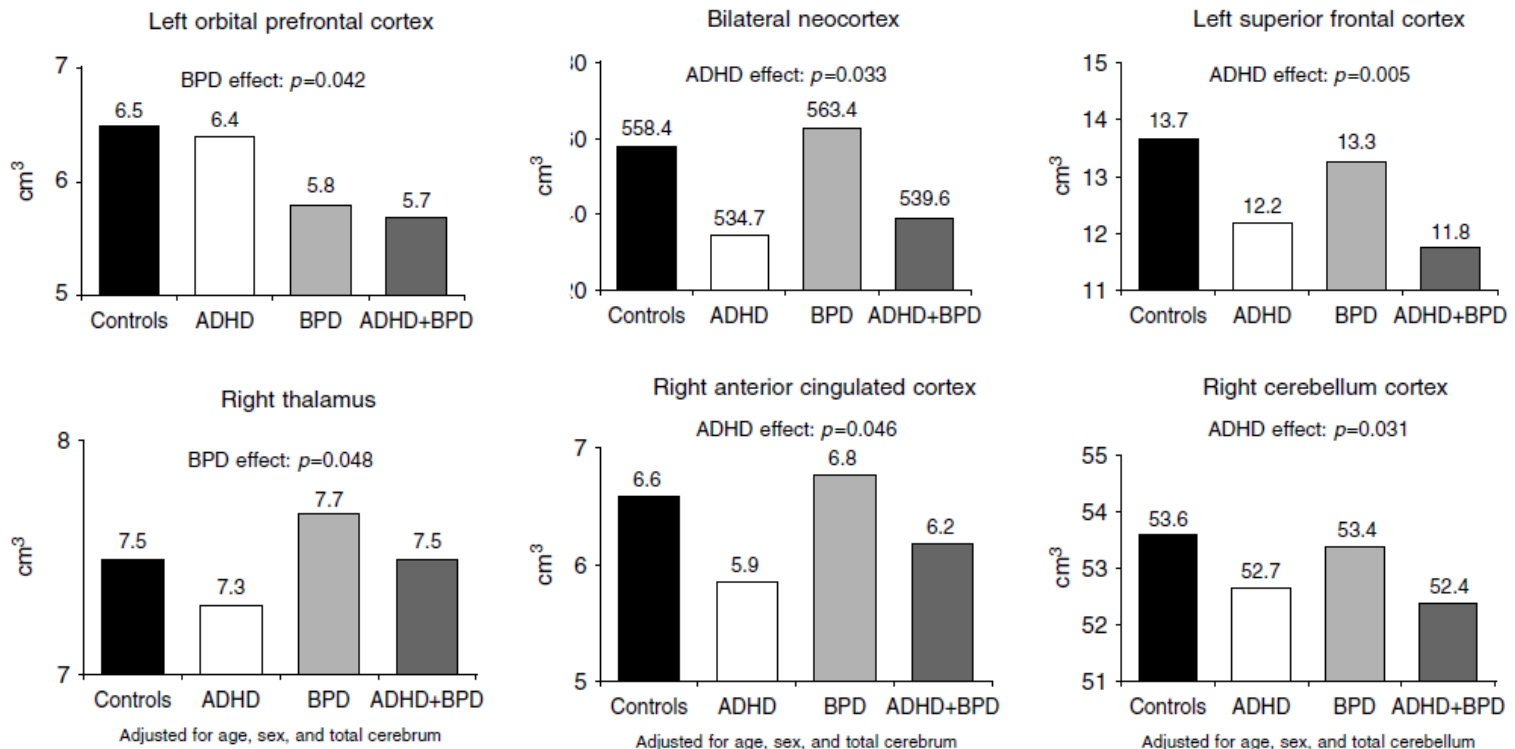 Left orbital prefrontal cortex
BPD effect: p=0.042
cm³
7
6
5
6.5
6.4
5.8
5.7
Controls ADHD BPD ADHD+BPD
Bilateral neocortex
ADHD effect: p=0.033
cm³
558.4
534.7
563.4
539.6
Controls ADHD BPD ADHD+BPD
Left superior frontal cortex
ADHD effect: p=0.005
cm³
15
14
13
12
11
13.7
12.2
13.3
11.8
Controls ADHD BPD ADHD+BPD
Right thalamus
BPD effect: p=0.048
cm³
8
7
7.5
7.3
7.7
7.5
Controls ADHD BPD ADHD+BPD
Adjusted for age, sex, and total cerebrum
Right anterior cingulated cortex
ADHD effect: p=0.046
cm³
7
6
5
6.6
5.9
6.8
6.2
Controls ADHD BPD ADHD+BPD
Adjusted for age, sex, and total cerebrum
Right cerebellum cortex
ADHD effect: p=0.031
cm³
55
54
53
52
51
53.6
52.7
53.4
52.4
Controls ADHD BPD ADHD+BPD
Adjusted for age, sex, and total cerebellum